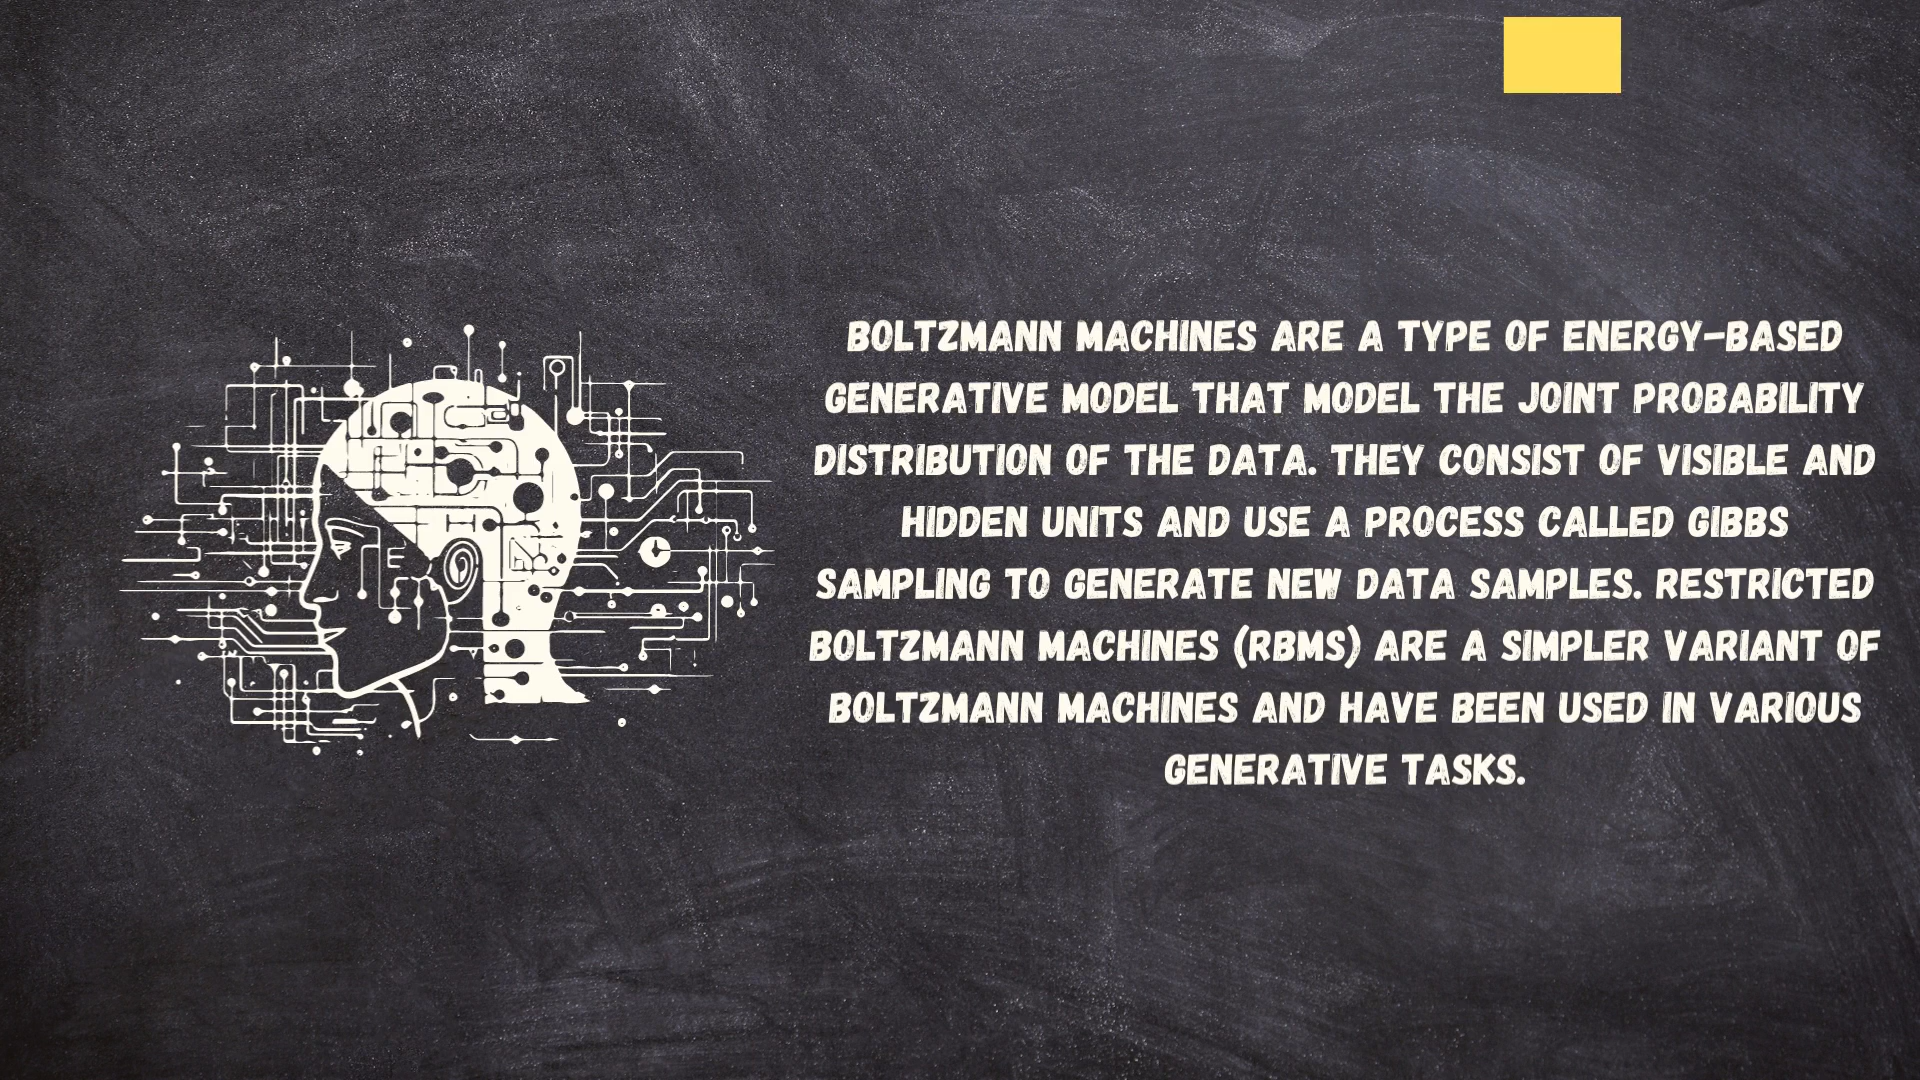 BOLTZMANN MACHINES ARE A TYPE OF ENERGY-BASED
GENERATIVE MODEL THAT MODEL THE JOINT PROBABILITY
DISTRIBUTION OF THE DATA. THEY CONSIST OF VISIBLE AND
HIDDEN UNITS AND USE A PROCESS CALLED GIBBS
SAMPLING TO GENERATE NEW DATA SAMPLES. RESTRICTED
BOLTZMANN MACHINES (RBMS) ARE A SIMPLER VARIANT OF
BOLTZMANN MACHINES AND HAVE BEEN USED IN VARIOUS
GENERATIVE TASKS.